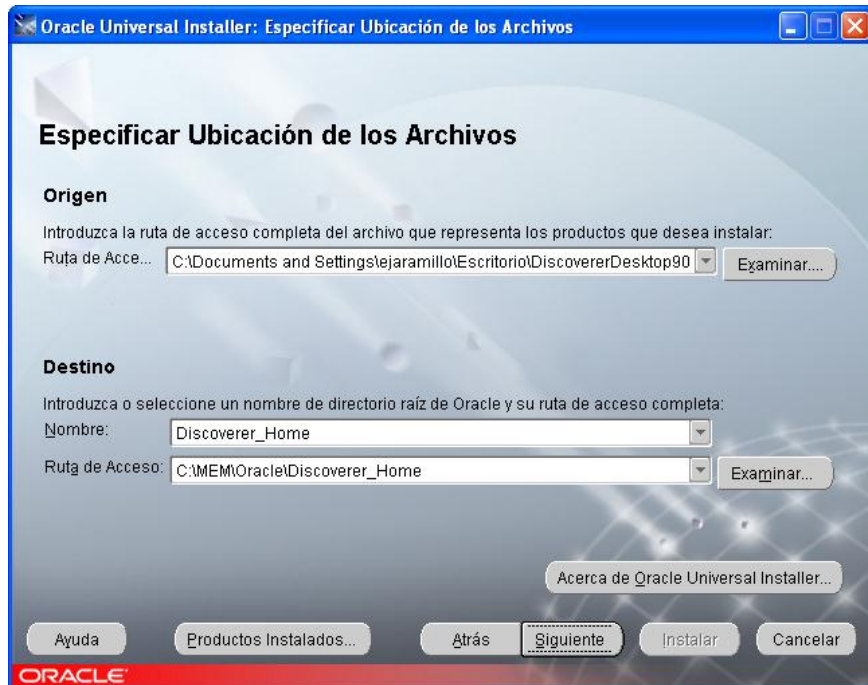 Oracle Universal Installer: Especificar Ubicación de los Archivos
Especificar Ubicación de los Archivos
Origen
Introduzca la ruta de acceso completa del archivo que representa los productos que desea instalar:
Ruta de Acce... C:\Documents and Settings\ejaramillo\Escritorio\DiscovererDesktop90 Examinar....
Destino
Introduzca o seleccione un nombre de directorio raíz de Oracle y su ruta de acceso completa:
Nombre: Discoverer_Home
Ruta de Acceso: C:\MEM\Oracle\Discoverer_Home Examinar...
Acerca de Oracle Universal Installer...
Ayuda Productos Instalados... Atrás Siguiente Instalar Cancelar
ORACLE